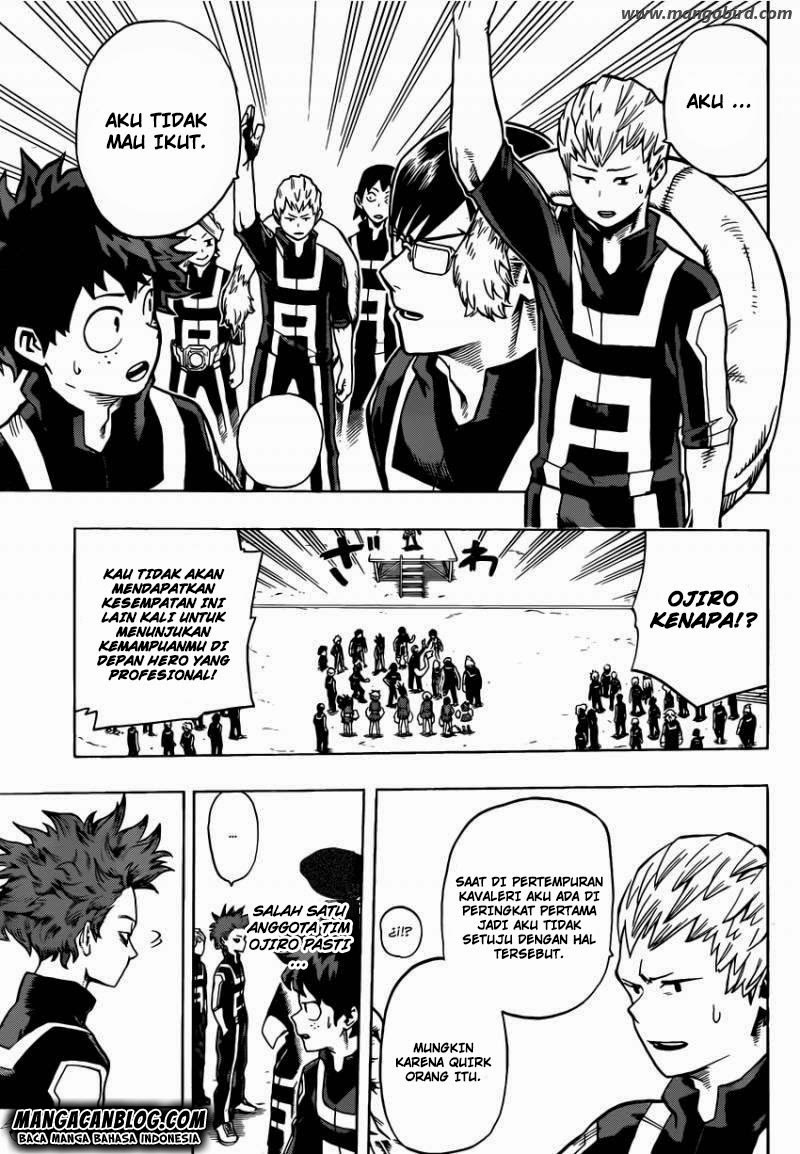 www.mangobird.com
AKU ...
AKU TIDAK
MAU IKUT.
OJIRO
KENAPA!?
ざ
わ
KAU TIDAK AKAN
MENDAPATKAN
KESEMPATAN INI
LAIN KALI UNTUK
MENUNJUKAN
KEMAMPUANMU DI
DEPAN HERO YANG
PROFESIONAL!
SAAT DI PERTEMPURAN
KAVALERI AKU ADA DI
PERINGKAT PERTAMA
JADI AKU TIDAK
SETUJU DENGAN HAL
TERSEBUT.
MUNGKIN
KARENA QUIRK
ORANG ITU.
¿!?
...
SALAH SATU
ANGGOTA TIM
OJIRO PASTI
...
MANGACANBLOG.COM
BACA MANGA BAHASA INDONESIA